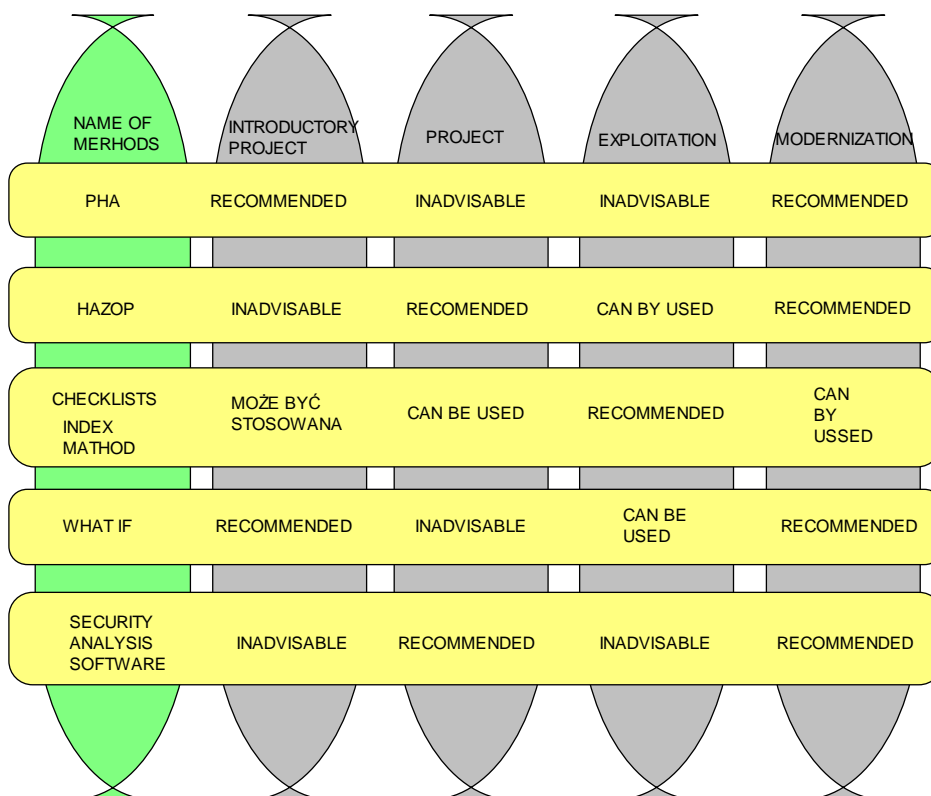 NAME OF
MERHODS
INTRODUCTORY
PROJECT
PROJECT
EXPLOITATION
MODERNIZATION
PHA
RECOMMENDED
INADVISABLE
INADVISABLE
RECOMMENDED
HAZOP
INADVISABLE
RECOMENDED
CAN BY USED
RECOMMENDED
CHECKLISTS
INDEX
MATHOD
MOŻE BYĆ
STOSOWANA
CAN BE USED
RECOMMENDED
CAN
BY
USSED
WHAT IF
RECOMMENDED
INADVISABLE
CAN BE
USED
RECOMMENDED
SECURITY
ANALYSIS
SOFTWARE
INADVISABLE
RECOMMENDED
INADVISABLE
RECOMMENDED